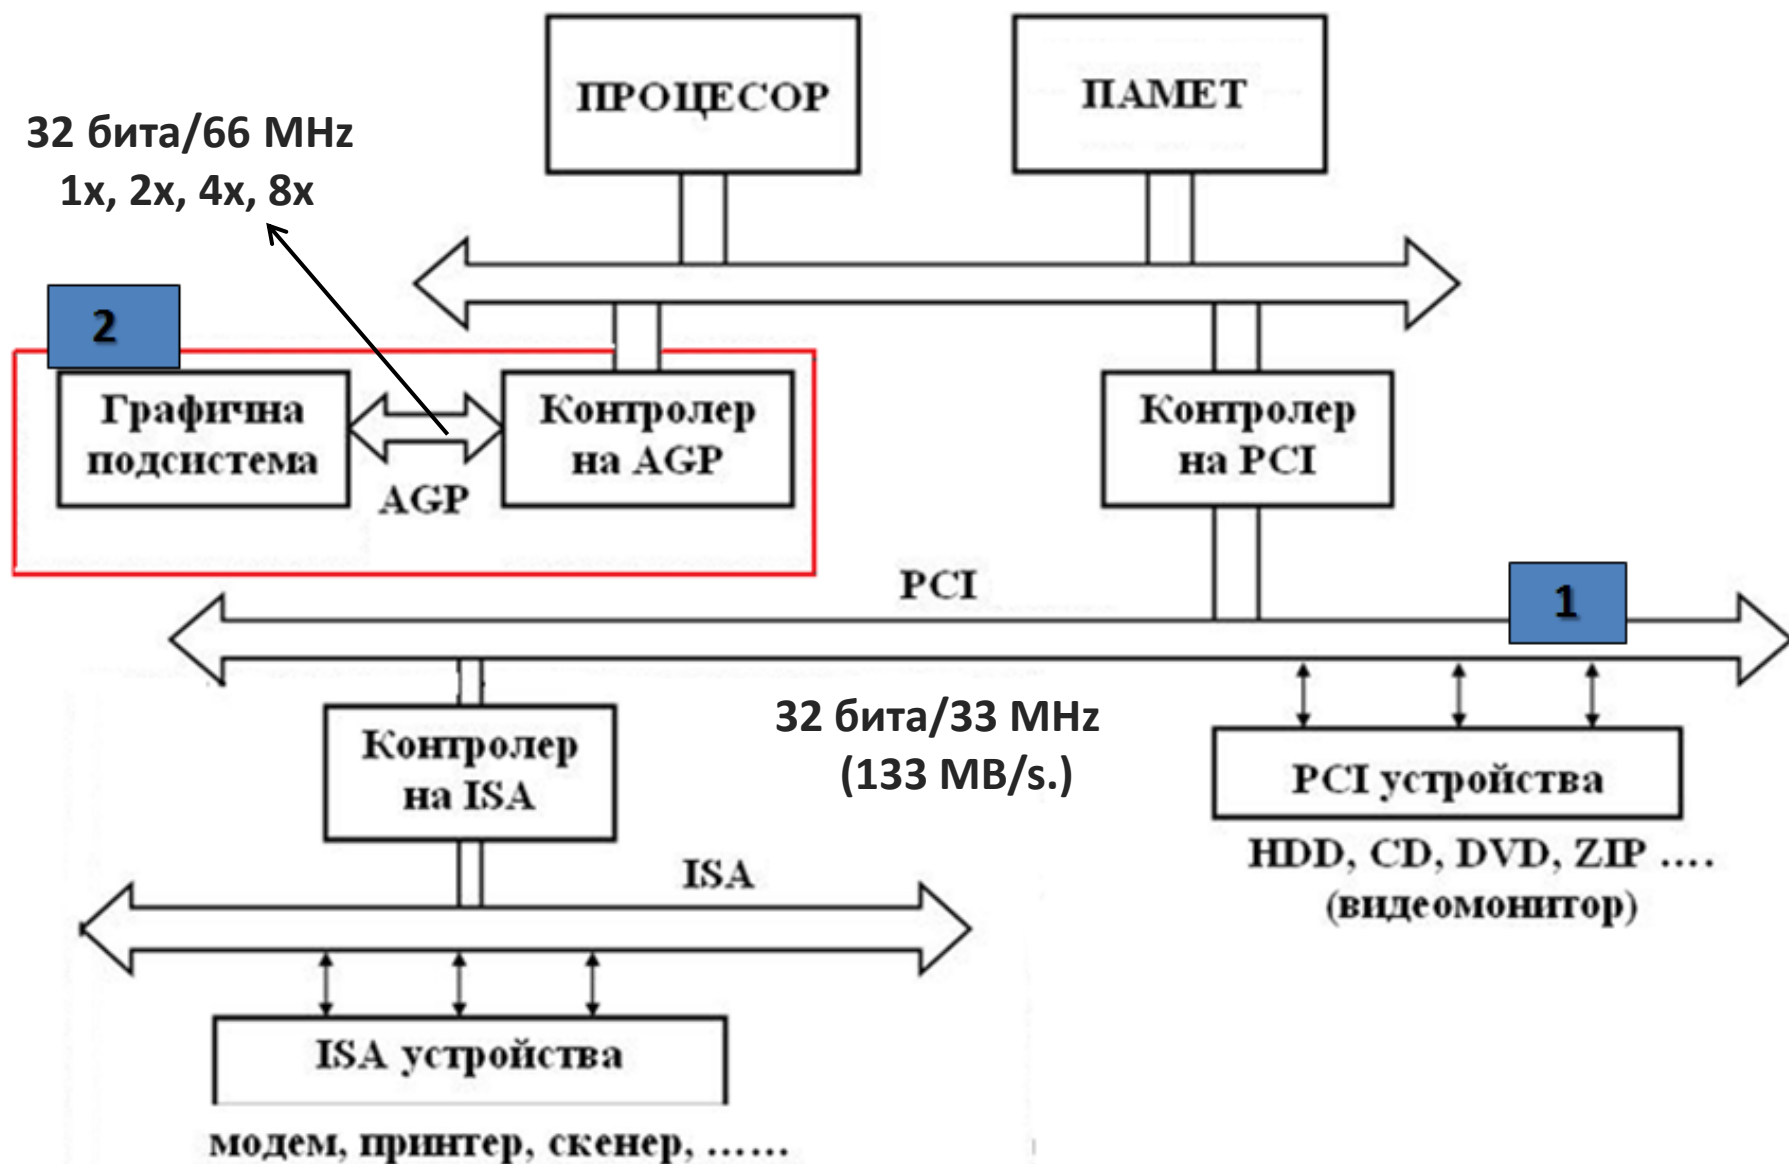 ПРОЦЕСОР
ПАМЕТ
32 бита/66 MHz
1x, 2x, 4x, 8x
2
Графична
подсистема
AGP
Контролер
на AGP
Контролер
на PCI
PCI
1
32 бита/33 MHz
(133 MB/s.)
Контролер
на ISA
PCI устройства
HDD, CD, DVD, ZIP ....
(видеомонитор)
ISA
ISA устройства
модем, принтер, скенер, ......